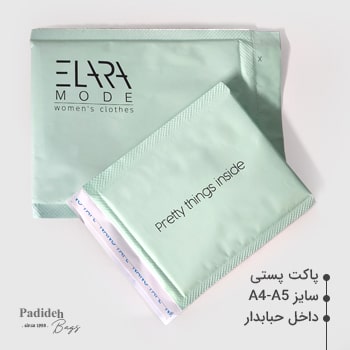 ELARA
MODE
women's clothes
x
Pretty things inside
پاکت پستی
سایز A4-A5
داخل حبابدار
Padideh
. since 1999 .
Bags